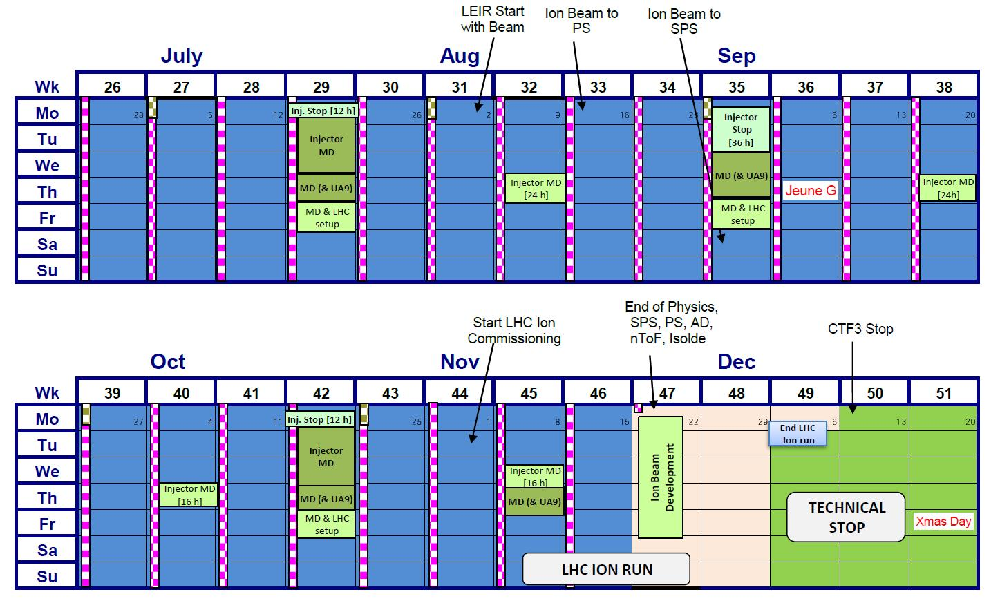 LEIR Start
with Beam
Ion Beam to
PS
Ion Beam to
SPS
July
Aug
Sep
Wk 26 27 28 29 30 31 32 33 34 35 36 37 38
Mo 28 5 12 Inj. Stop [12 h] 26 2 9 16 23 6 13 20
Injector
Stop
[36 h]
Tu
Injector
MD
We
MD (& UA9)
Th
MD (& UA9)
Injector MD
[24 h]
Jeune G
Injector MD
[24h]
Fr
MD & LHC
setup
MD & LHC
setup
Sa
Su
Start LHC Ion
Commissioning
End of Physics,
SPS, PS, AD,
nToF, Isolde
CTF3 Stop
Oct
Nov
Dec
Wk 39 40 41 42 43 44 45 46 47 48 49 50 51
Mo 27 4 11 Inj. Stop [12 h] 25 1 8 15 22 29 6 13 20
End LHC
Ion run
Tu
Injector
MD
We
Injector MD
[16 h]
Ion Beam
Development
Th
Injector MD
[16 h]
MD (& UA9)
MD (& UA9)
TECHNICAL
STOP
Fr
MD & LHC
setup
Xmas Day
Sa
Su
LHC ION RUN